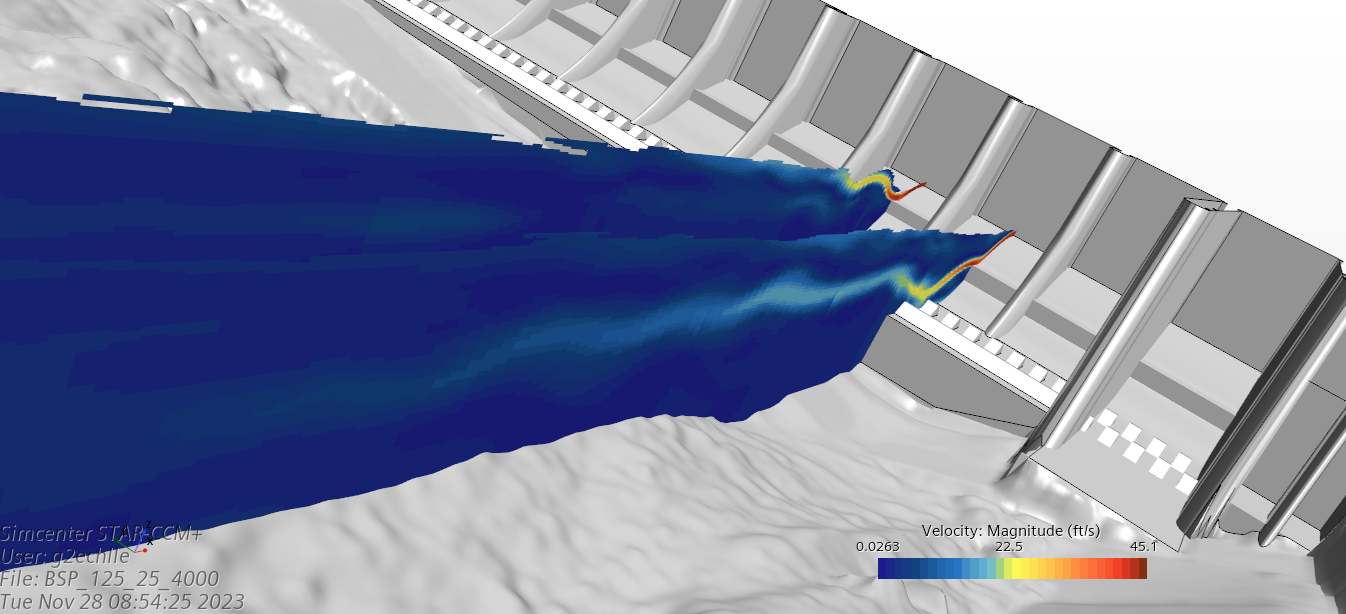 Simcenter STAR-CCM+
User: g2echlle
File: BSP_125_25_4000
Tue Nov 28 08:54:25 2023
Velocity: Magnitude (ft/s)
0.0263 22.5 45.1